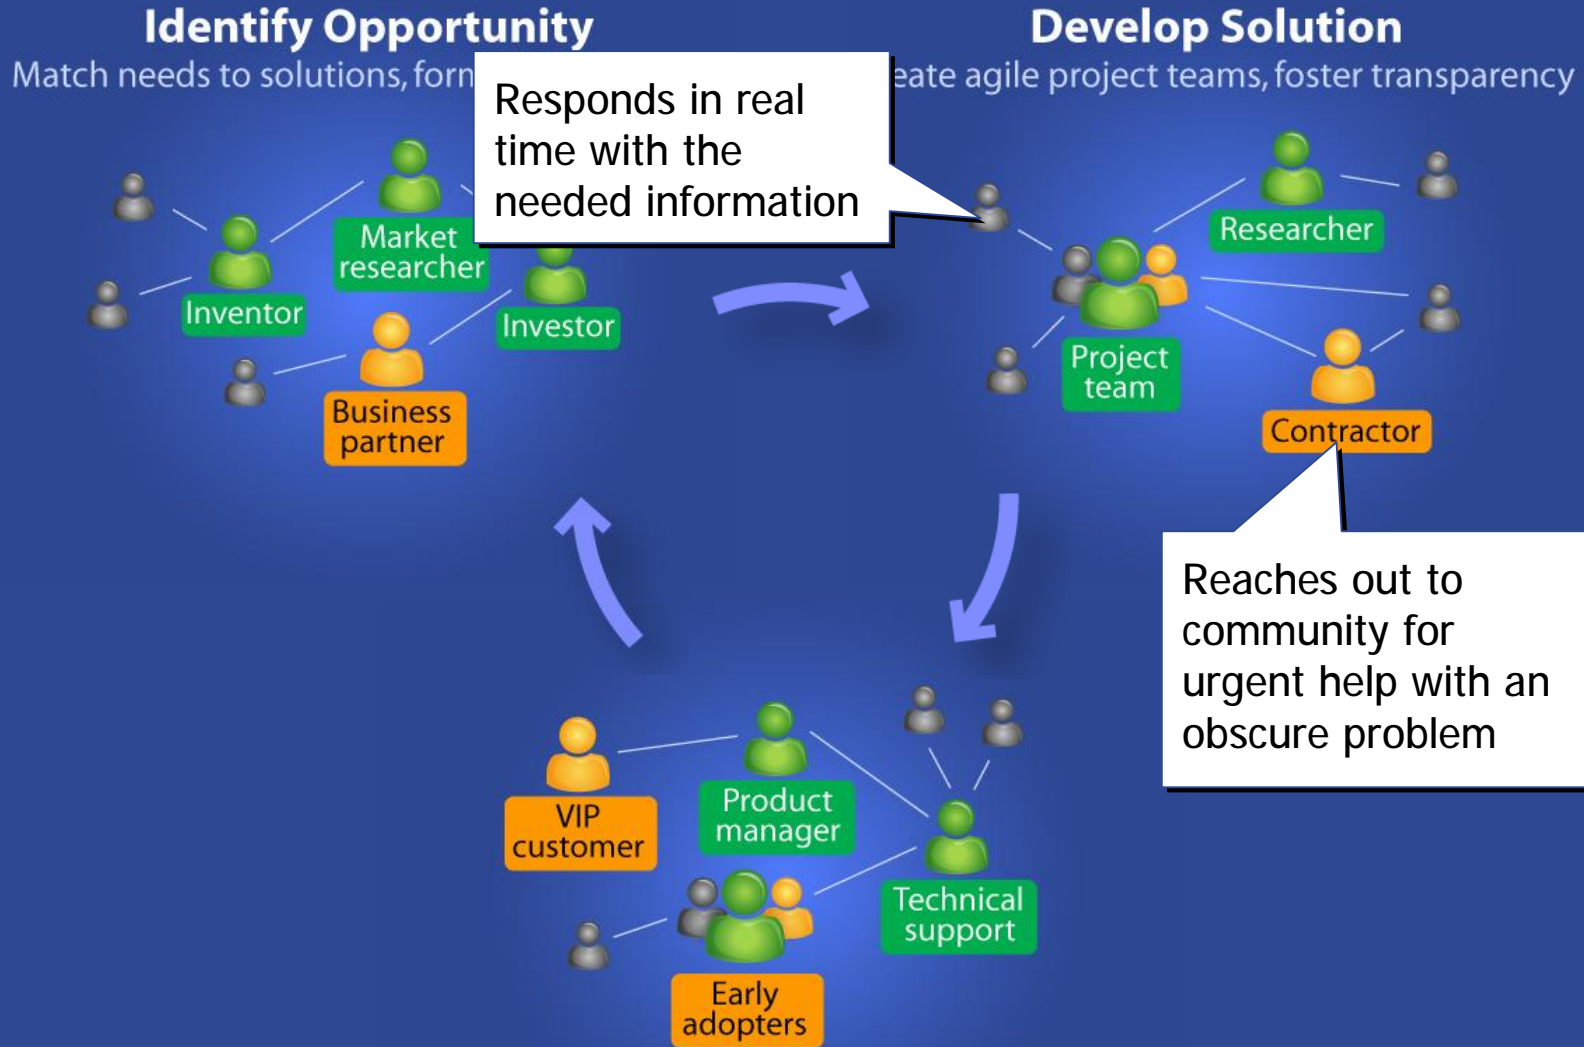 Identify Opportunity
Match needs to solutions, form
Develop Solution
eate agile project teams, foster transparency
Responds in real
time with the
needed information
Market
researcher
Inventor
Investor
Business
partner
Researcher
Project
team
Contractor
Reaches out to
community for
urgent help with an
obscure problem
VIP
customer
Product
manager
Technical
support
Early
adopters